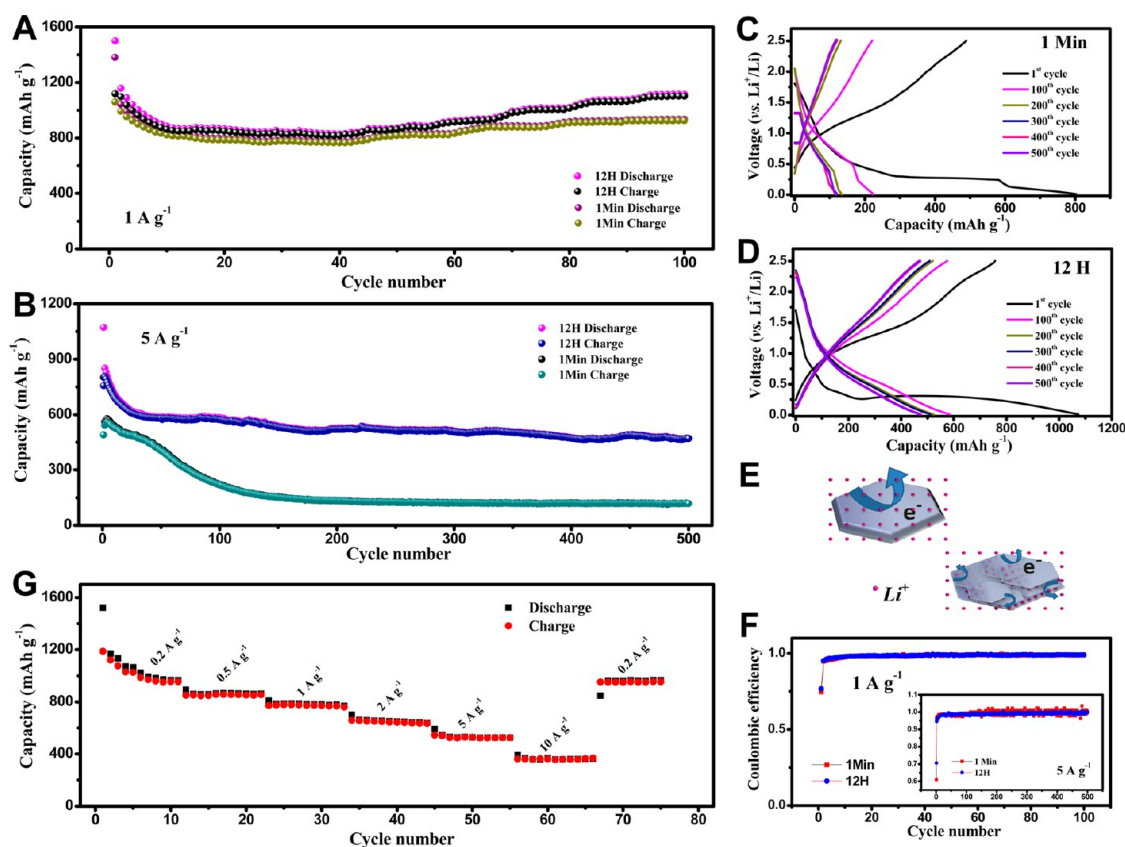 A
1600
1200
800
400
0
Capacity (mAh g⁻¹)
12H Discharge
12H Charge
1Min Discharge
1Min Charge
1 A g⁻¹
0 20 40 60 80 100
Cycle number
B
1200
900
600
300
0
Capacity (mAh g⁻¹)
5 A g⁻¹
12H Discharge
12H Charge
1Min Discharge
1Min Charge
0 100 200 300 400 500
Cycle number
G
1600
1200
800
400
0
Capacity (mAh g⁻¹)
Discharge
Charge
0.2 A g⁻¹
0.5 A g⁻¹
1 A g⁻¹
2 A g⁻¹
5 A g⁻¹
10 A g⁻¹
0.2 A g⁻¹
0 10 20 30 40 50 60 70 80
Cycle number
C
2.5
2.0
1.5
1.0
0.5
0.0
Voltage (vs. Li⁺/Li)
1 Min
1ˢᵗ cycle
100ᵗʰ cycle
200ᵗʰ cycle
300ᵗʰ cycle
400ᵗʰ cycle
500ᵗʰ cycle
0 200 400 600 800 1000
Capacity (mAh g⁻¹)
D
2.5
2.0
1.5
1.0
0.5
0.0
Voltage (vs. Li⁺/Li)
12 H
1ˢᵗ cycle
100ᵗʰ cycle
200ᵗʰ cycle
300ᵗʰ cycle
400ᵗʰ cycle
500ᵗʰ cycle
0 200 400 600 800 1000 1200
Capacity (mAh g⁻¹)
E
e⁻
e⁻
Li⁺
F
1.0
0.5
0.0
Coulombic efficiency
1 A g⁻¹
1Min
12H
1.1
1.0
0.9
0.8
0.7
0.6
1 Min
12H
5 A g⁻¹
0 100 200 300 400 500
0 20 40 60 80 100
Cycle number